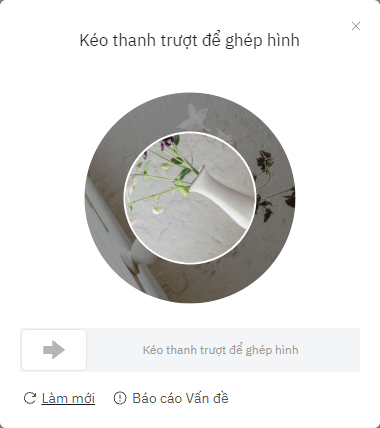 Kéo thanh trượt để ghép hình
Kéo thanh trượt để ghép hình
Làm mới Báo cáo Vấn đề